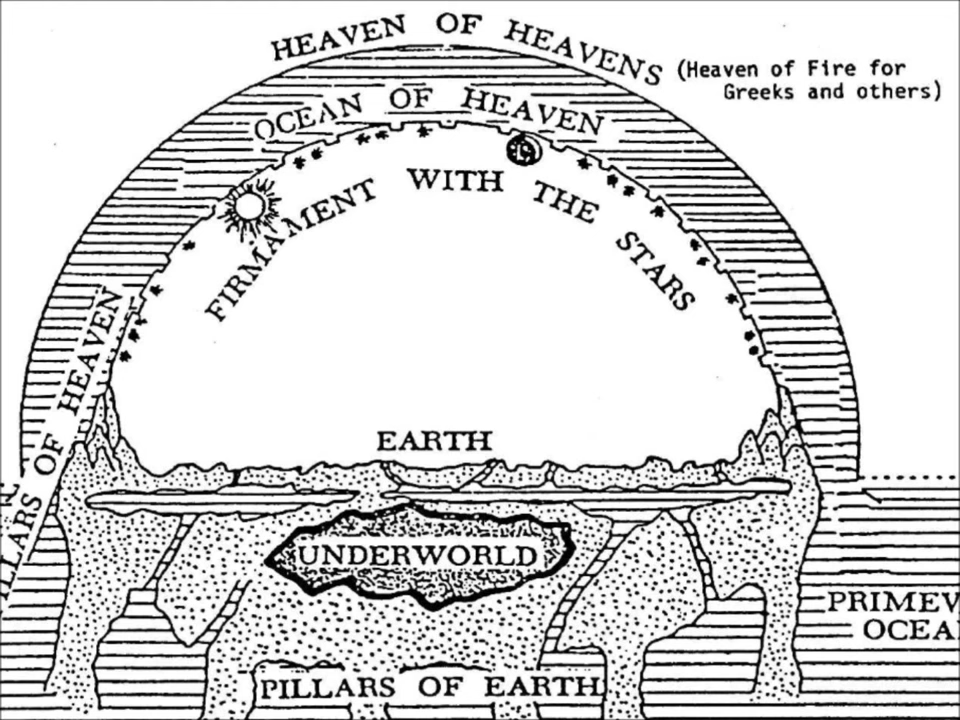 HEAVEN OF HEAVENS
(Heaven of Fire for
Greeks and others)
OCEAN OF HEAVEN
FIRMAMENT WITH THE STARS
PILLARS OF HEAVEN
EARTH
UNDERWORLD
PRIMEV
OCEA
PILLARS OF EARTH